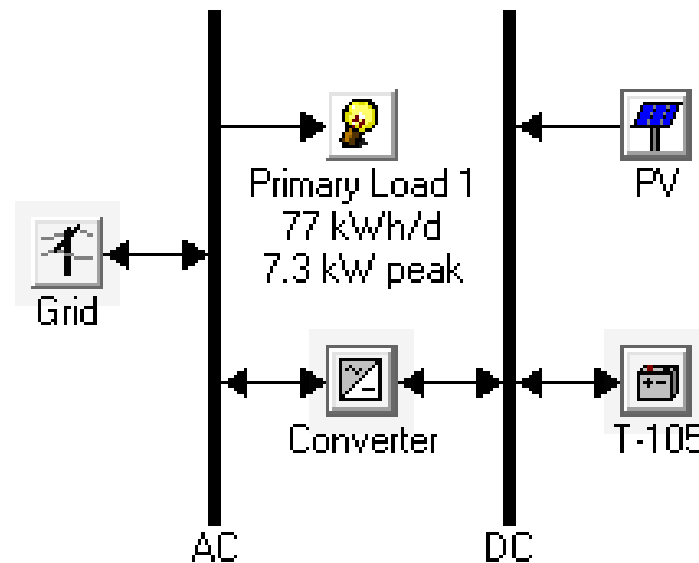 Primary Load 1
77 kWh/d
7.3 kW peak
PV
Grid
Converter
T-105
AC
DC